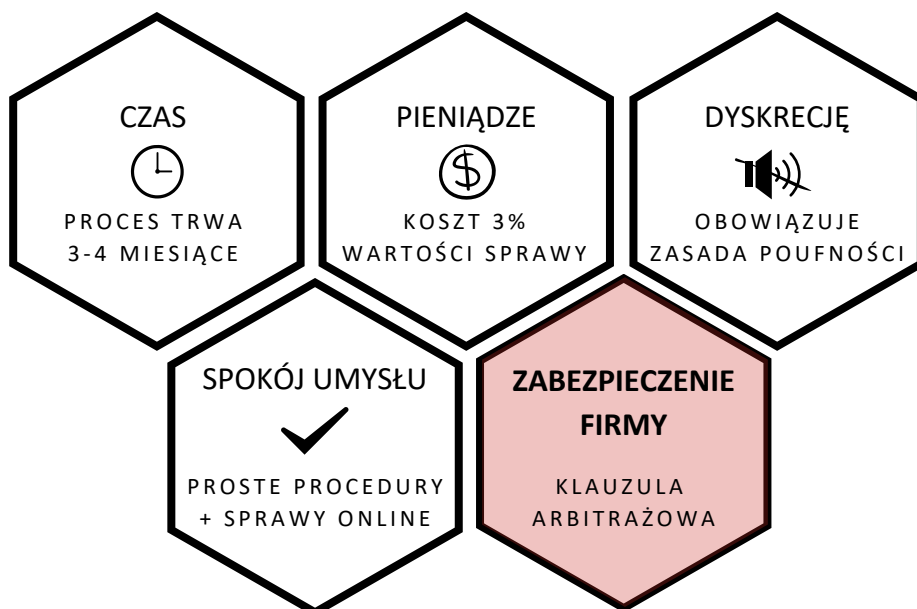 CZAS
PROCES TRWA
3-4 MIESIĄCE
PIENIĄDZE
$
KOSZT 3%
WARTOŚCI SPRAWY
DYSKRECJĘ
OBOWIĄZUJE
ZASADA POUFNOŚCI
SPOKÓJ UMYSŁU
PROSTE PROCEDURY
+ SPRAWY ONLINE
ZABEZPIECZENIE
FIRMY
KLAUZULA
ARBITRAŻOWA